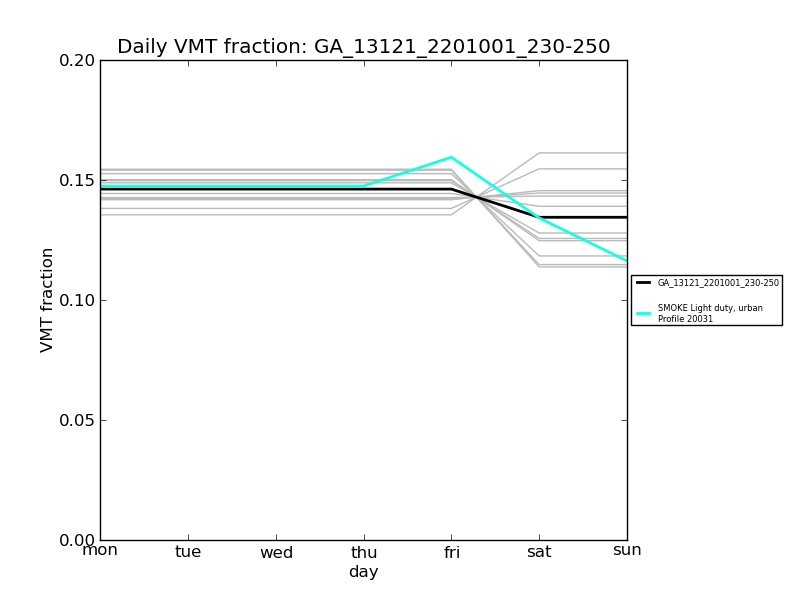 Daily VMT fraction: GA_13121_2201001_230-250
0.20
0.15
0.10
0.05
0.00
VMT fraction
mon tue wed thu fri sat sun
day
GA_13121_2201001_230-250
SMOKE Light duty, urban
Profile 20031